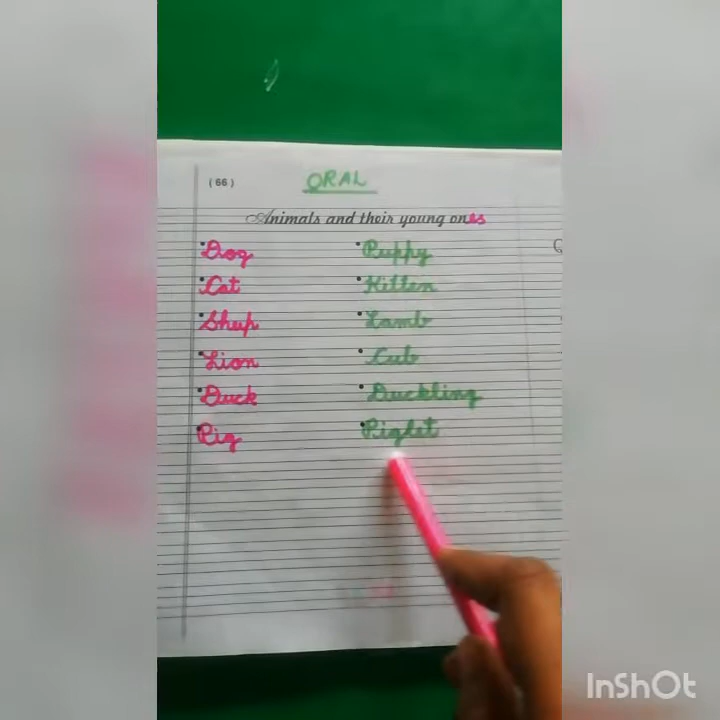 (66)
ORAL
Animals and their young ones
Dog Puppy
Cat Kitten
Sheep Lamb
Lion Cub
Duck Duckling
Pig Piglet
InShOt